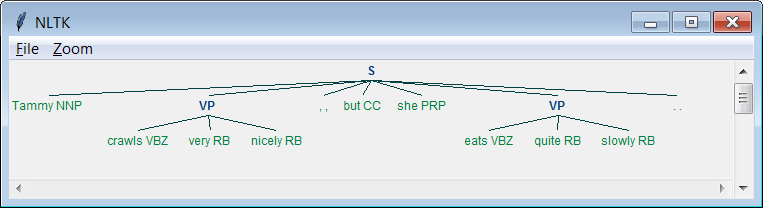 NLTK
File Zoom
S
Tammy NNP VP , , but CC she PRP VP . .
crawls VBZ very RB nicely RB eats VBZ quite RB slowly RB